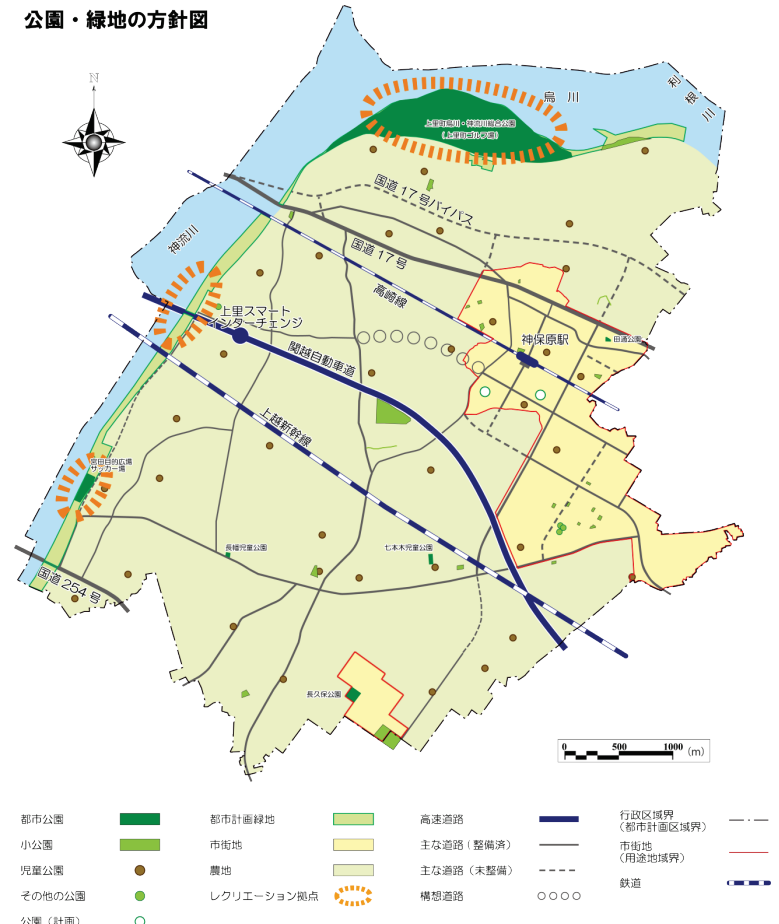 公園・緑地の方針図
N
烏川
利根川
上里町烏川・神流川総合公園
(上里町ゴルフ場)
国道17号バイパス
国道17号
神流川
高崎線
上里スマート
インターチェンジ
神保原駅
田通公園
関越自動車道
上越新幹線
サッカー場
長幡児童公園
七本木児童公園
国道254号
長久保公園
0 500 1000 (m)
都市公園
都市計画緑地
高速道路
行政区域界
(都市計画区域界)
小公園
市街地
主な道路(整備済)
市街地
(用途地域界)
児童公園
農地
主な道路(未整備)
鉄道
その他の公園
レクリエーション拠点
構想道路
公園(計画)